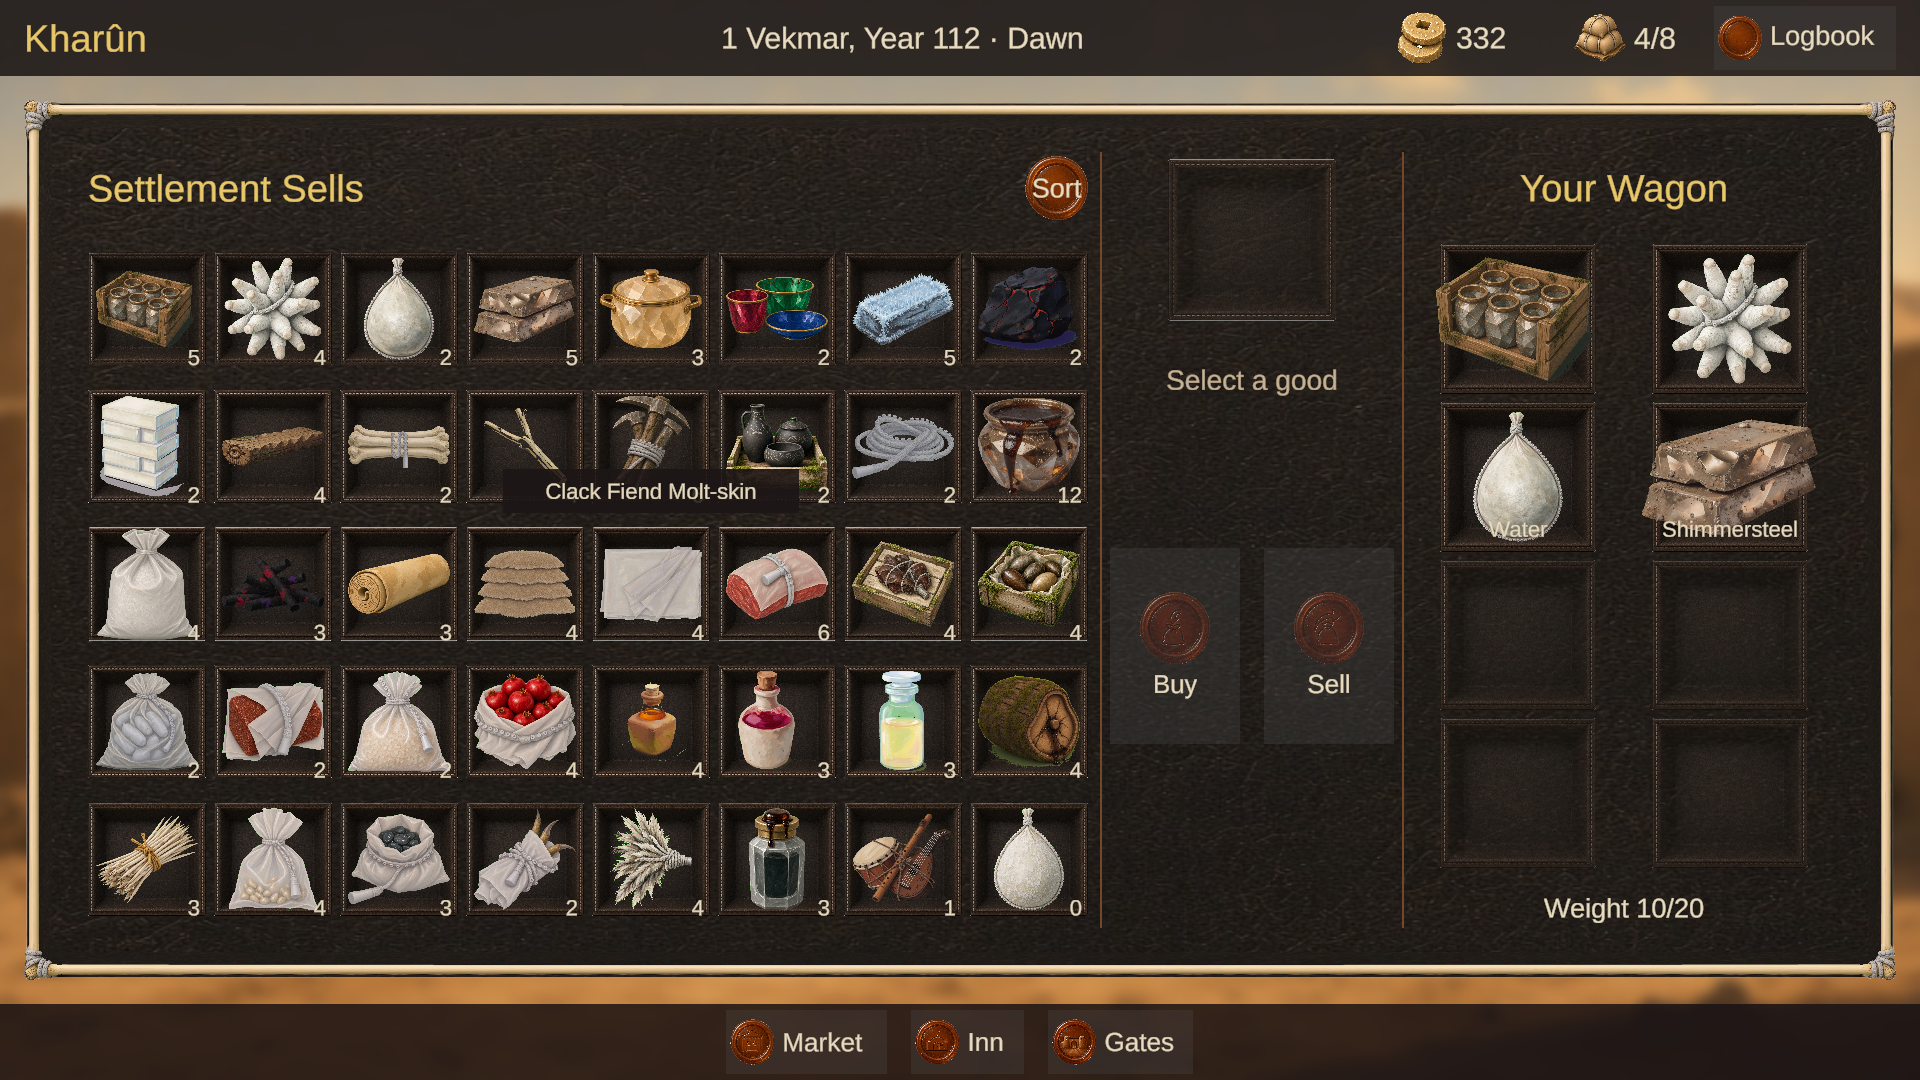 Kharûn
1 Vekmar, Year 112 · Dawn
332
4/8
Logbook
Settlement Sells
Sort
Your Wagon
5 4 2 5 3 2 5 2
Select a good
2 4 2 2 2 12
Clack Fiend Molt-skin
Water
Shimmersteel
4 3 3 4 4 6 4 4
Buy
Sell
2 2 2 4 4 3 3 4
3 4 3 2 4 3 1 0
Weight 10/20
Market
Inn
Gates